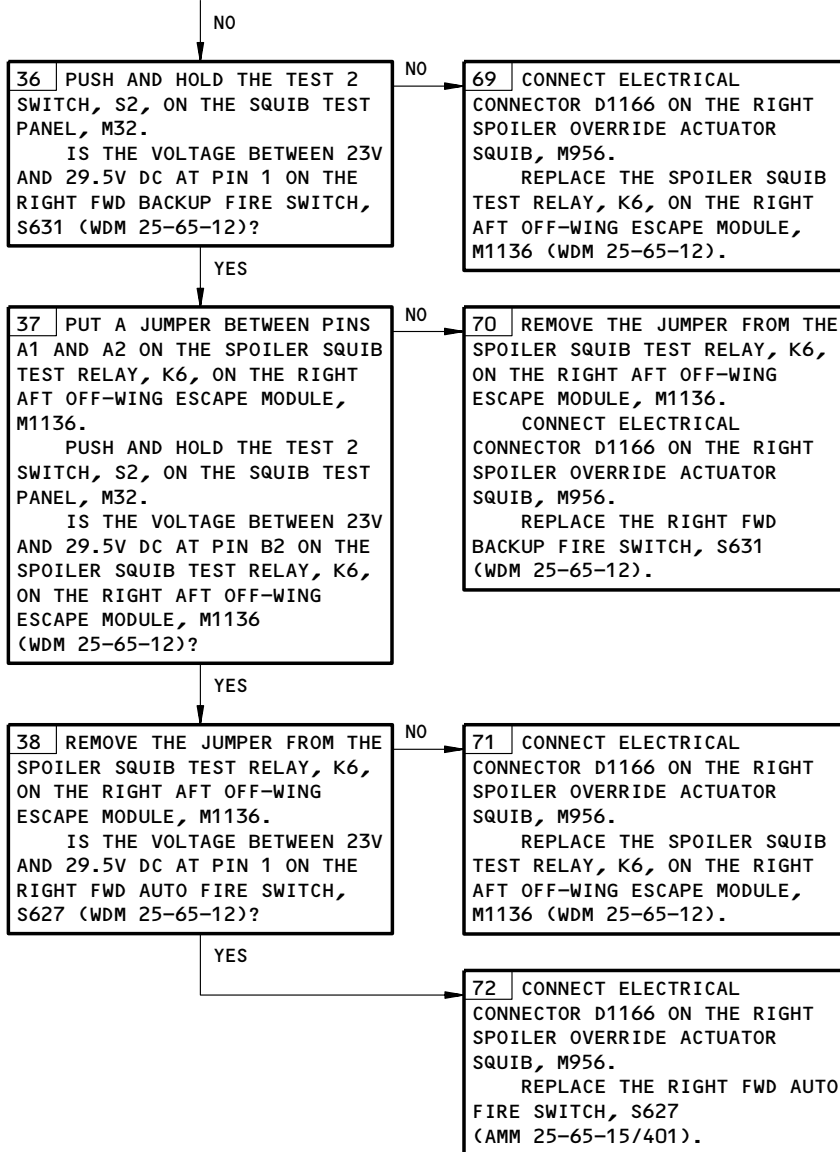 NO
36 PUSH AND HOLD THE TEST 2
SWITCH, S2, ON THE SQUIB TEST
PANEL, M32.
IS THE VOLTAGE BETWEEN 23V
AND 29.5V DC AT PIN 1 ON THE
RIGHT FWD BACKUP FIRE SWITCH,
S631 (WDM 25-65-12)?
NO
69 CONNECT ELECTRICAL
CONNECTOR D1166 ON THE RIGHT
SPOILER OVERRIDE ACTUATOR
SQUIB, M956.
REPLACE THE SPOILER SQUIB
TEST RELAY, K6, ON THE RIGHT
AFT OFF-WING ESCAPE MODULE,
M1136 (WDM 25-65-12).
YES
37 PUT A JUMPER BETWEEN PINS
A1 AND A2 ON THE SPOILER SQUIB
TEST RELAY, K6, ON THE RIGHT
AFT OFF-WING ESCAPE MODULE,
M1136.
PUSH AND HOLD THE TEST 2
SWITCH, S2, ON THE SQUIB TEST
PANEL, M32.
IS THE VOLTAGE BETWEEN 23V
AND 29.5V DC AT PIN B2 ON THE
SPOILER SQUIB TEST RELAY, K6,
ON THE RIGHT AFT OFF-WING
ESCAPE MODULE, M1136
(WDM 25-65-12)?
NO
70 REMOVE THE JUMPER FROM THE
SPOILER SQUIB TEST RELAY, K6,
ON THE RIGHT AFT OFF-WING
ESCAPE MODULE, M1136.
CONNECT ELECTRICAL
CONNECTOR D1166 ON THE RIGHT
SPOILER OVERRIDE ACTUATOR
SQUIB, M956.
REPLACE THE RIGHT FWD
BACKUP FIRE SWITCH, S631
(WDM 25-65-12).
YES
38 REMOVE THE JUMPER FROM THE
SPOILER SQUIB TEST RELAY, K6,
ON THE RIGHT AFT OFF-WING
ESCAPE MODULE, M1136.
IS THE VOLTAGE BETWEEN 23V
AND 29.5V DC AT PIN 1 ON THE
RIGHT FWD AUTO FIRE SWITCH,
S627 (WDM 25-65-12)?
NO
71 CONNECT ELECTRICAL
CONNECTOR D1166 ON THE RIGHT
SPOILER OVERRIDE ACTUATOR
SQUIB, M956.
REPLACE THE SPOILER SQUIB
TEST RELAY, K6, ON THE RIGHT
AFT OFF-WING ESCAPE MODULE,
M1136 (WDM 25-65-12).
YES
72 CONNECT ELECTRICAL
CONNECTOR D1166 ON THE RIGHT
SPOILER OVERRIDE ACTUATOR
SQUIB, M956.
REPLACE THE RIGHT FWD AUTO
FIRE SWITCH, S627
(AMM 25-65-15/401).